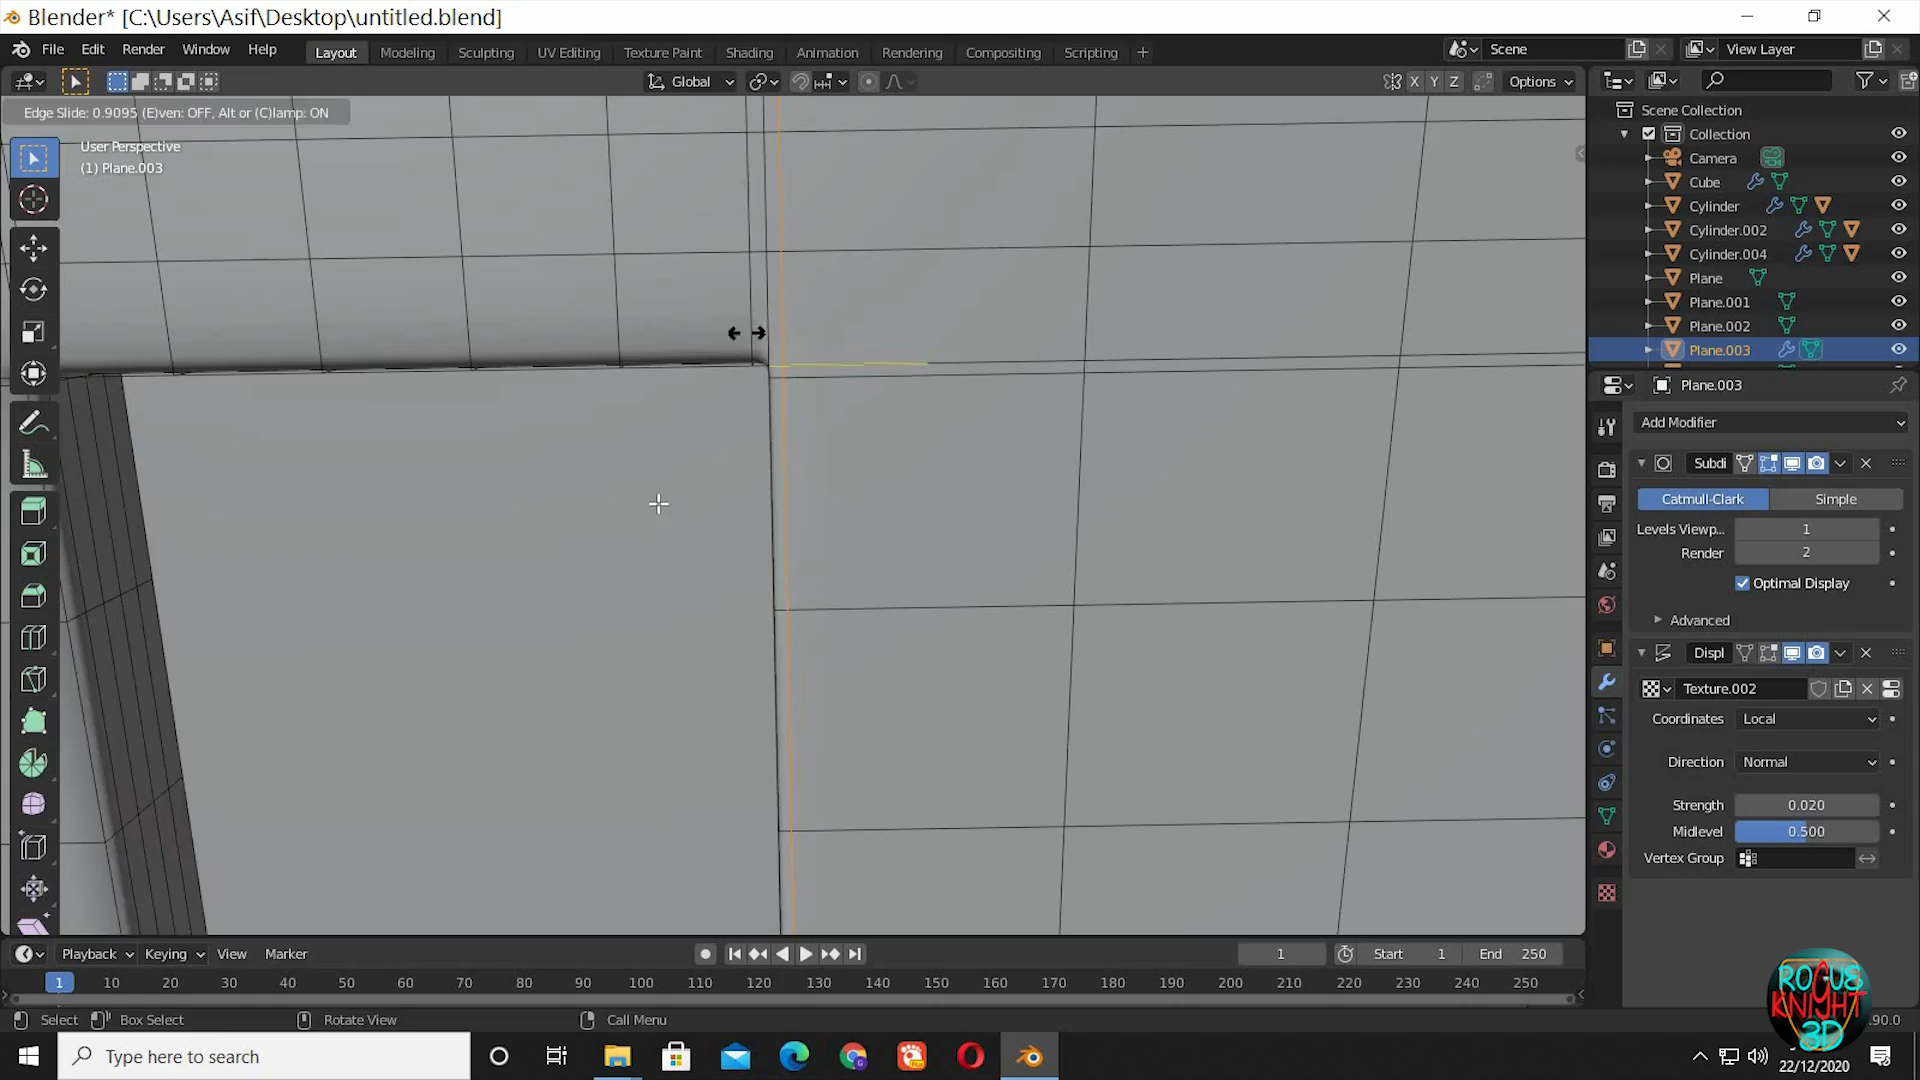 Blender* [C:\Users\Asif\Desktop\untitled.blend]
File Edit Render Window Help
Layout Modeling Sculpting UV Editing Texture Paint Shading Animation Rendering Compositing Scripting +
Scene
View Layer
Global
X Y Z
Options
Edge Slide: 0.9095 (E)ven: OFF, Alt or (C)lamp: ON
User Perspective
(1) Plane.003
Scene Collection
Collection
Camera
Cube
Cylinder
Cylinder.002
Cylinder.004
Plane
Plane.001
Plane.002
Plane.003
Plane.003
Add Modifier
Subdi
Catmull-Clark Simple
Levels Viewp... 1
Render 2
Optimal Display
Advanced
Displ
Texture.002
Coordinates Local
Direction Normal
Strength 0.020
Midlevel 0.500
Vertex Group
Playback Keying View Marker
1 Start 1 End 250
1 10 20 30 40 50 60 70 80 90 100 110 120 130 140 150 160 170 180 190 200 210 220 230 240 250
Select Box Select Rotate View Call Menu
.90.0
ROGUE
KNIGHT
3D
Type here to search
22/12/2020